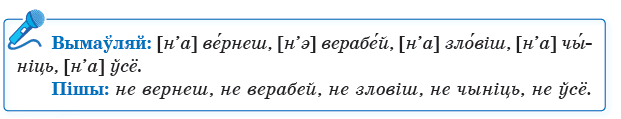 Вымаўляй: [н’а] ве́рнеш, [н’э] верабе́й, [н’а] зло́віш, [н’а] чы́-
ніць, [н’а] ўсё.
Пішы: не вернеш, не верабей, не зловіш, не чыніць, не ўсё.